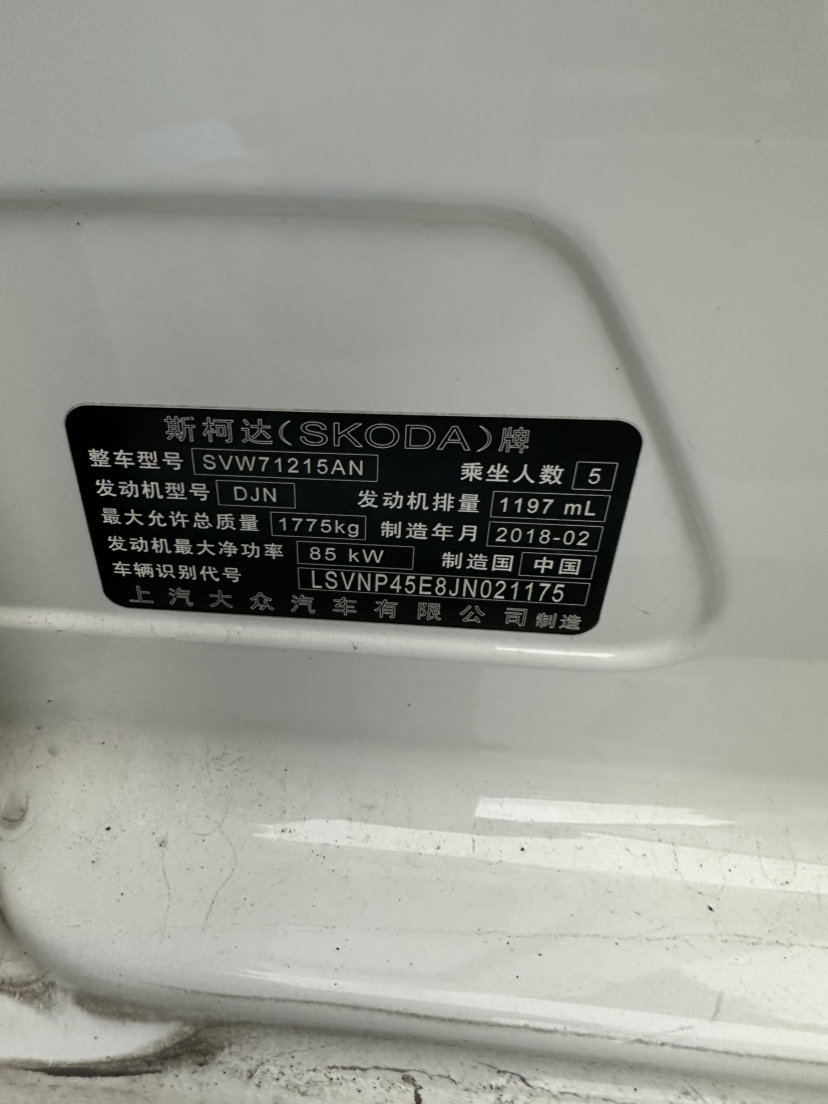 斯柯达(SKODA)牌
整车型号 SVW71215AN 乘坐人数 5
发动机型号 DJN 发动机排量 1197 mL
最大允许总质量 1775kg 制造年月 2018-02
发动机最大净功率 85 kW 制造国 中国
车辆识别代号 LSVNP45E8JN021175
上汽大众汽车有限公司制造